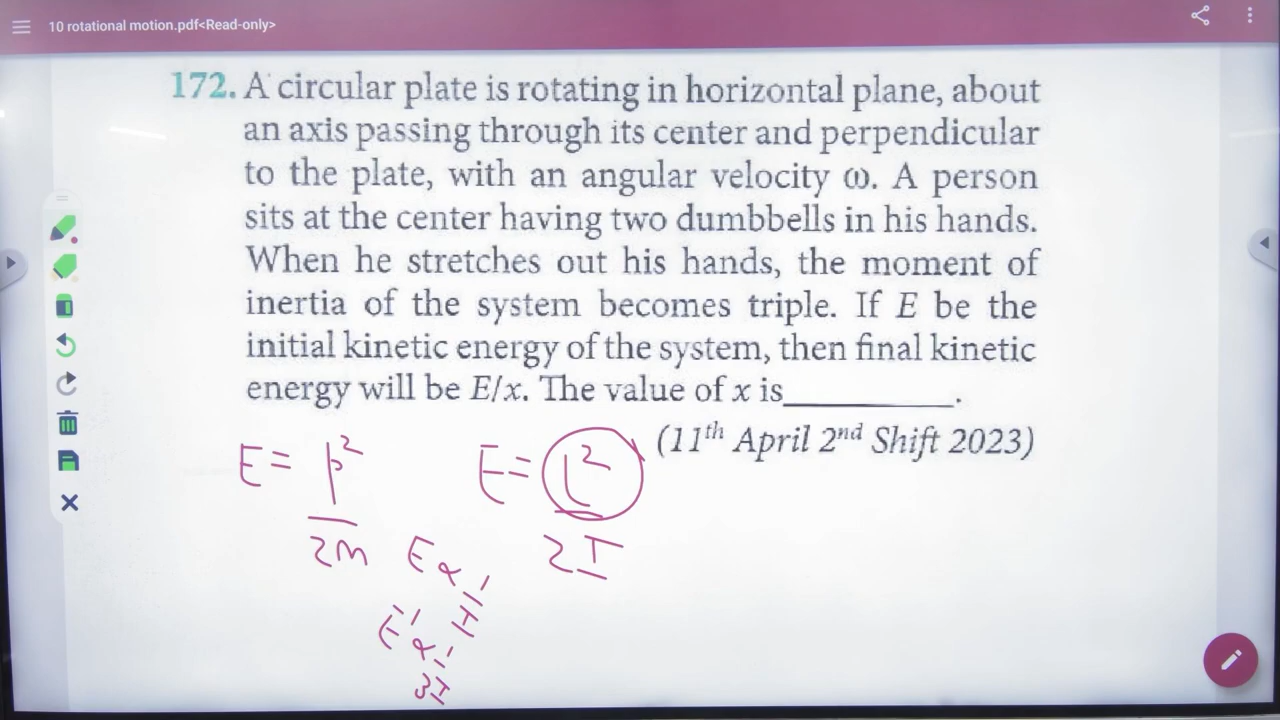 10 rotational motion.pdf<Read-only>
172. A circular plate is rotating in horizontal plane, about
an axis passing through its center and perpendicular
to the plate, with an angular velocity ω. A person
sits at the center having two dumbbells in his hands.
When he stretches out his hands, the moment of
inertia of the system becomes triple. If E be the
initial kinetic energy of the system, then final kinetic
energy will be E/x. The value of x is__________.
(11th April 2nd Shift 2023)
E = p²/2m
E = L²/2I
E α 1/I
E' α 1/3I